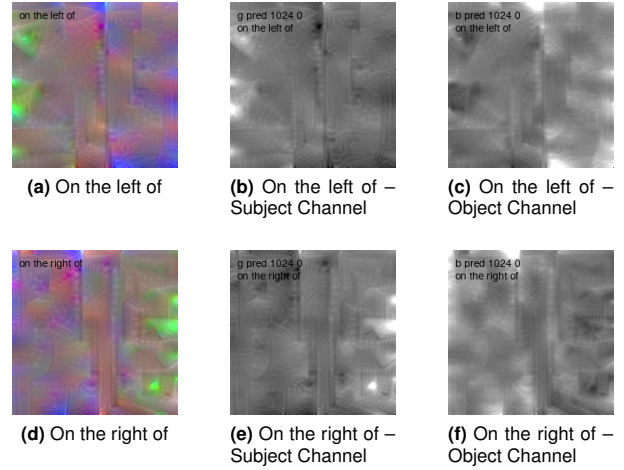 on the left of
g pred 1024 0
on the left of
b pred 1024 0
on the left of
(a) On the left of
(b) On the left of –
Subject Channel
(c) On the left of –
Object Channel
on the right of
g pred 1024 0
on the right of
b pred 1024 0
on the right of
(d) On the right of
(e) On the right of –
Subject Channel
(f) On the right of –
Object Channel